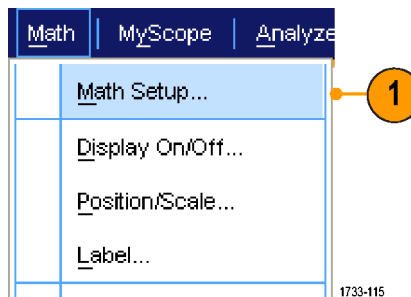 Math | MyScope | Analyze
Math Setup...
1
Display On/Off...
Position/Scale...
Label...
1733-115